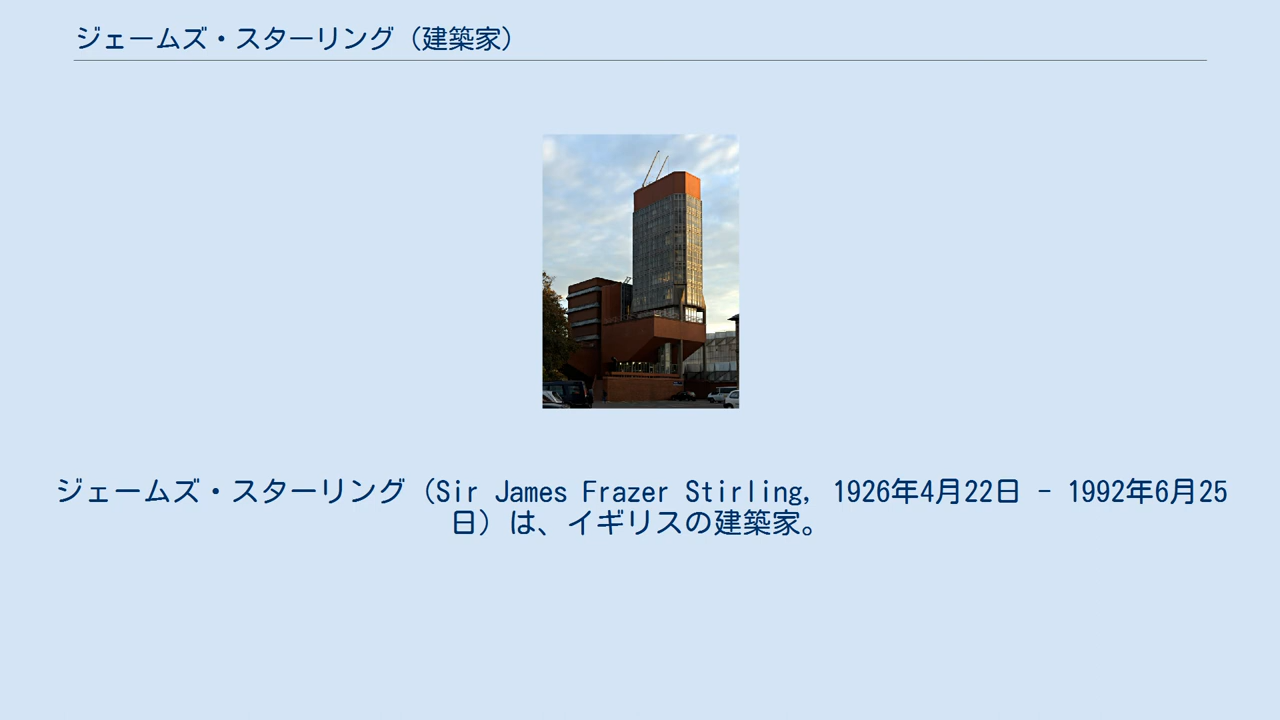 ジェームズ・スターリング（建築家）
ジェームズ・スターリング（Sir James Frazer Stirling, 1926年4月22日 - 1992年6月25
日）は、イギリスの建築家。